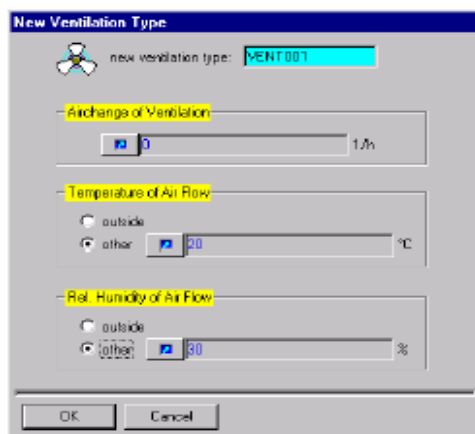 New Ventilation Type
new ventilation type: VENT001
Airchange of Ventilation
0 1/h
Temperature of Air Flow
outside
other 20 °C
Rel. Humidity of Air Flow
outside
other 30 %
OK Cancel